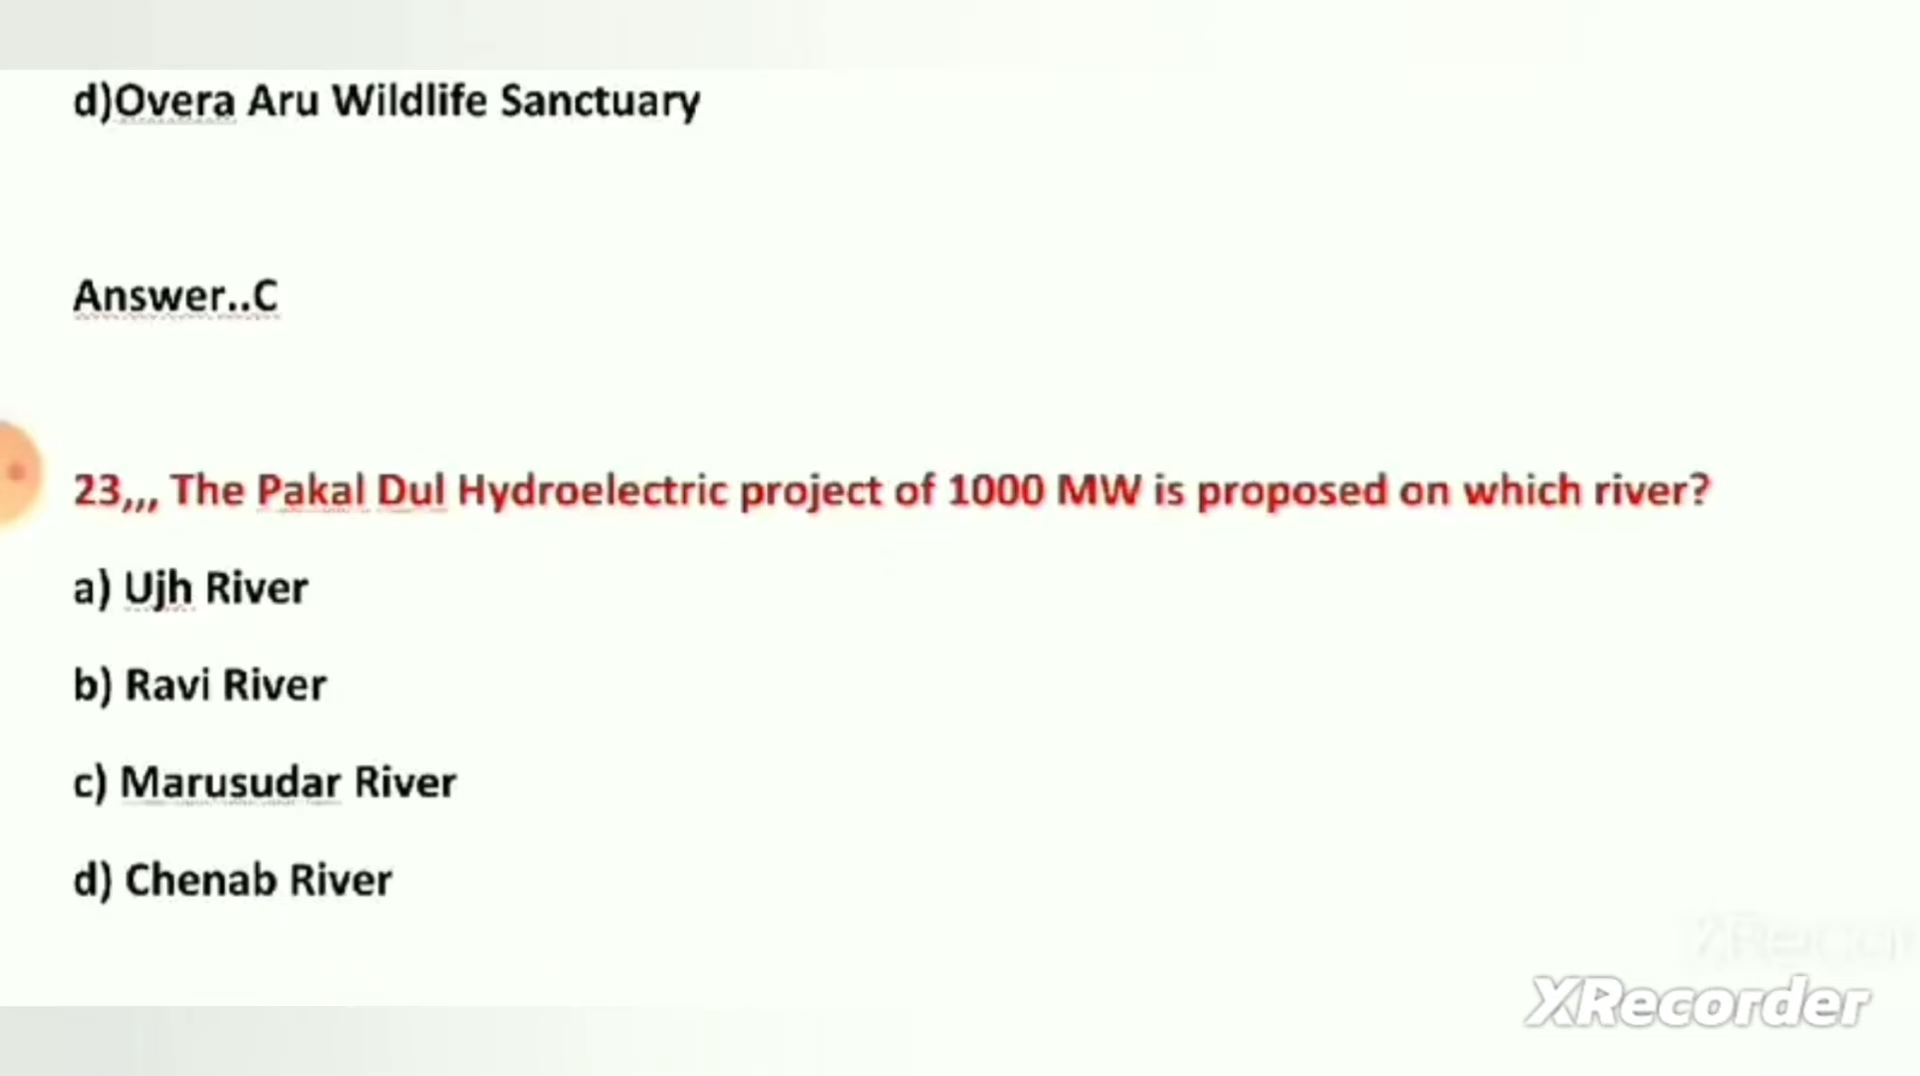 d)Overa Aru Wildlife Sanctuary
Answer..C
23,,, The Pakal Dul Hydroelectric project of 1000 MW is proposed on which river?
a) Ujh River
b) Ravi River
c) Marusudar River
d) Chenab River
XRecorder